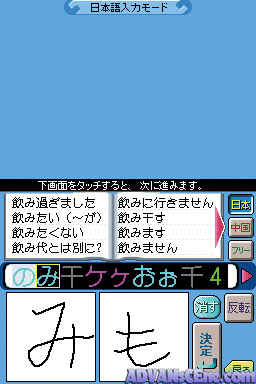 日本語入力モード
下画面をタッチすると、次に進みます。
飲み過ぎました 飲みに行きません
飲みたい(～が) 飲み干す
飲みたくない 飲みます
飲み代とは別に? 飲みません
日本
中国
フリー
のみ干ケヶおぉ千4
み も
消す 反転
決定
戻る
ADVANSCENE.com